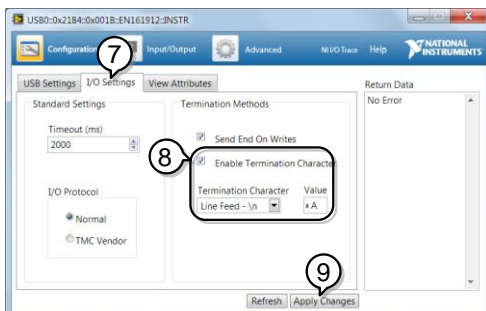 USB0::0x2184::0x001B::EN161912::INSTR
Configuration Input/Output Advanced NI I/O Trace Help NATIONAL INSTRUMENTS
7
USB Settings I/O Settings View Attributes Return Data
Standard Settings Termination Methods No Error
Timeout (ms) Send End On Writes
2000
8 Enable Termination Character
I/O Protocol Termination Character Value
Normal Line Feed - \n x A
TMC Vendor
9
Refresh Apply Changes